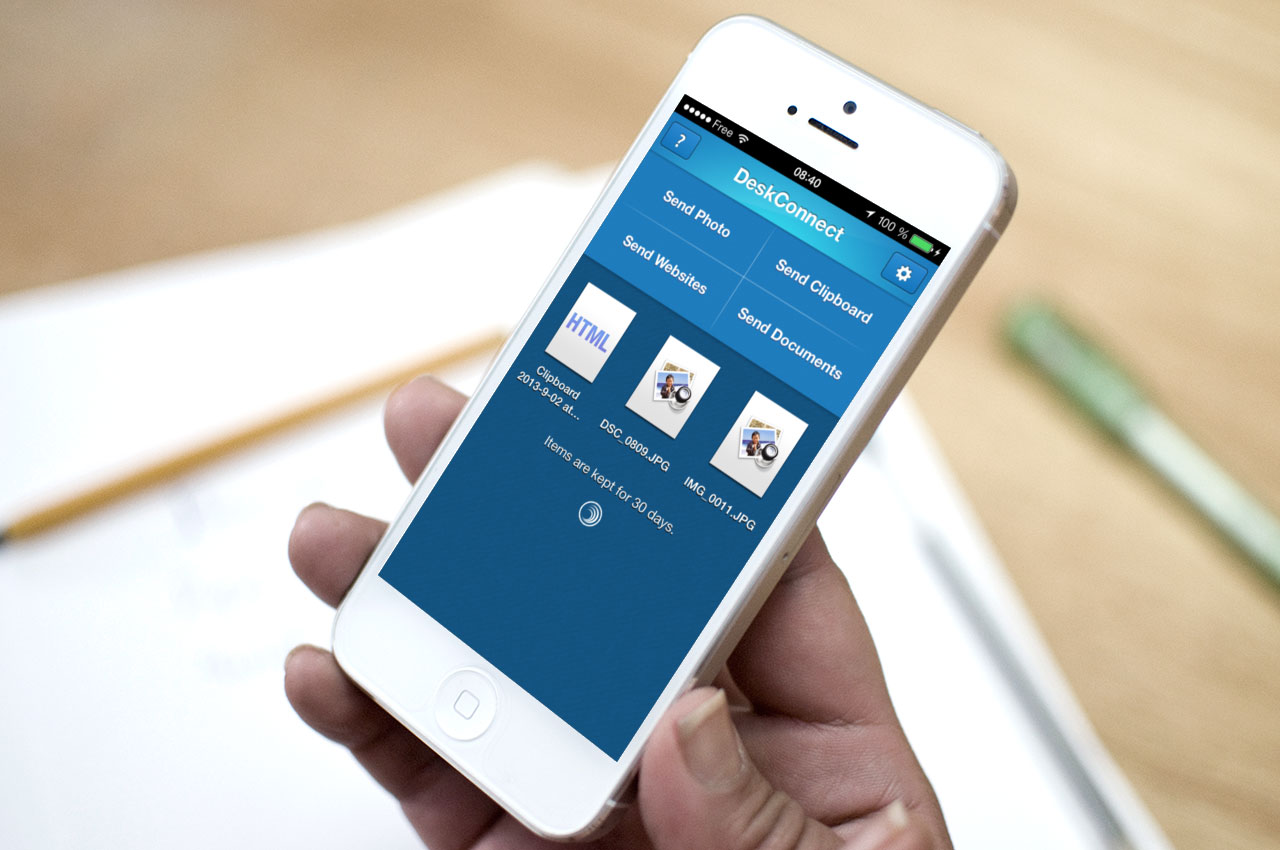 Free
08:40
100 %
?
DeskConnect
Send Photo
Send Clipboard
Send Websites
Send Documents
HTML
Clipboard
2013-9-02 at...
DSC_0809.JPG
IMG_0011.JPG
Items are kept for 30 days.